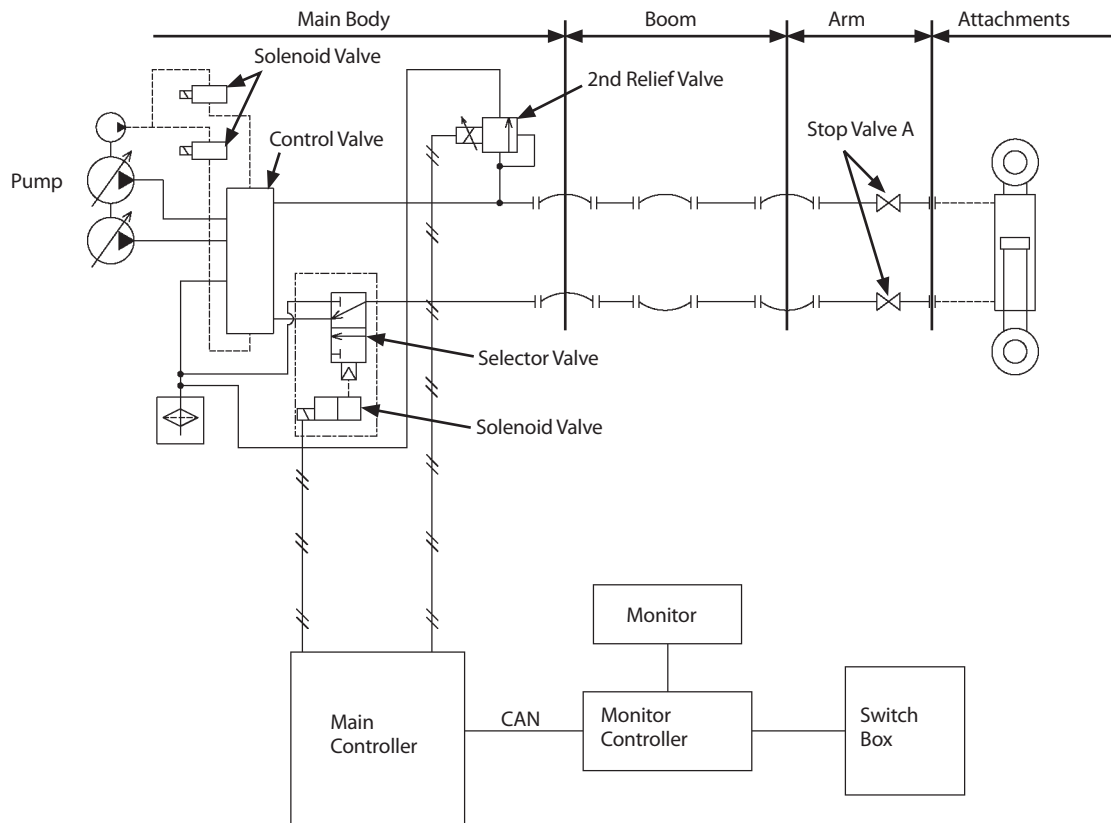 Main Body
Boom
Arm
Attachments
Solenoid Valve
2nd Relief Valve
Control Valve
Stop Valve A
Pump
Selector Valve
Solenoid Valve
Monitor
CAN
Main
Controller
Monitor
Controller
Switch
Box